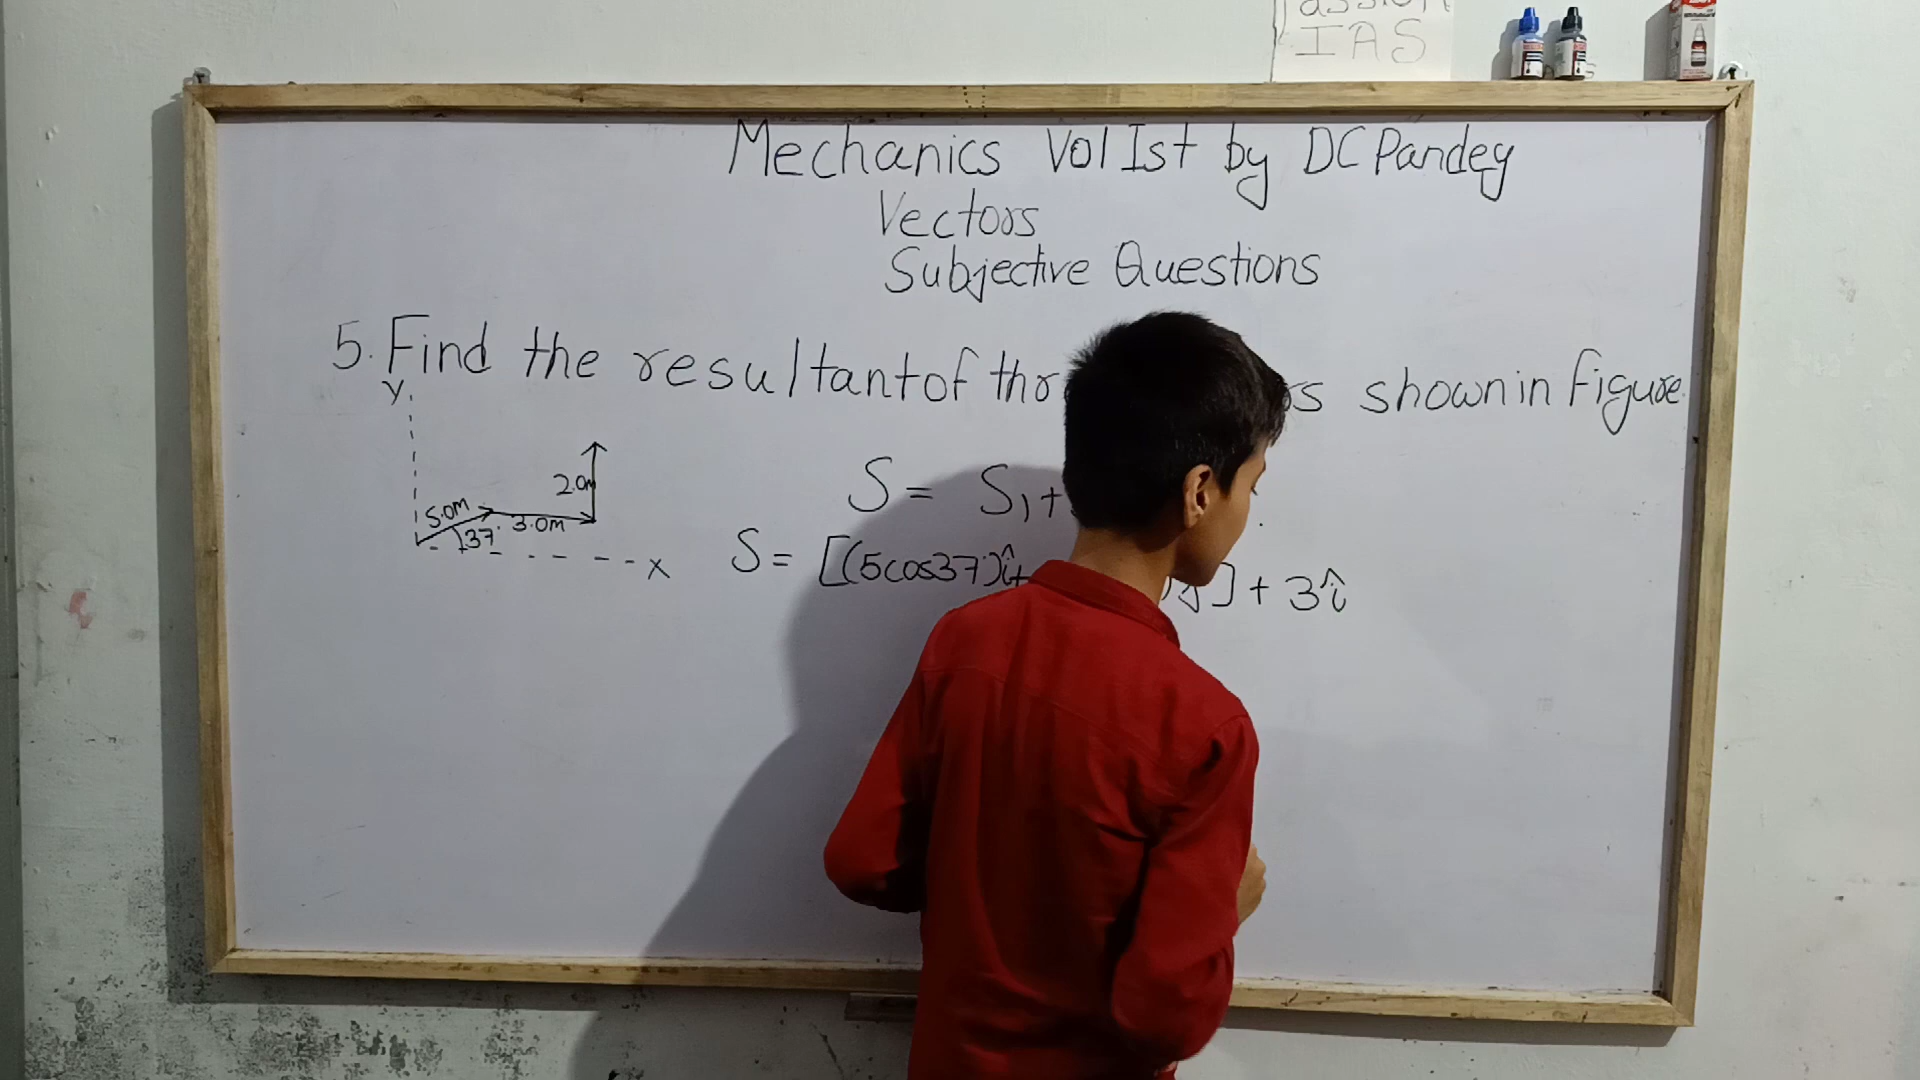 IAS
Mechanics Vol Ist by DC Pandey
Vectors
Subjective Questions
5. Find the resultant of shown in figure.
Y
2.0m
5.0m
3.0m
37°
X
S = S₁ +
S = [(5cos37°)î+ )ĵ] + 3î